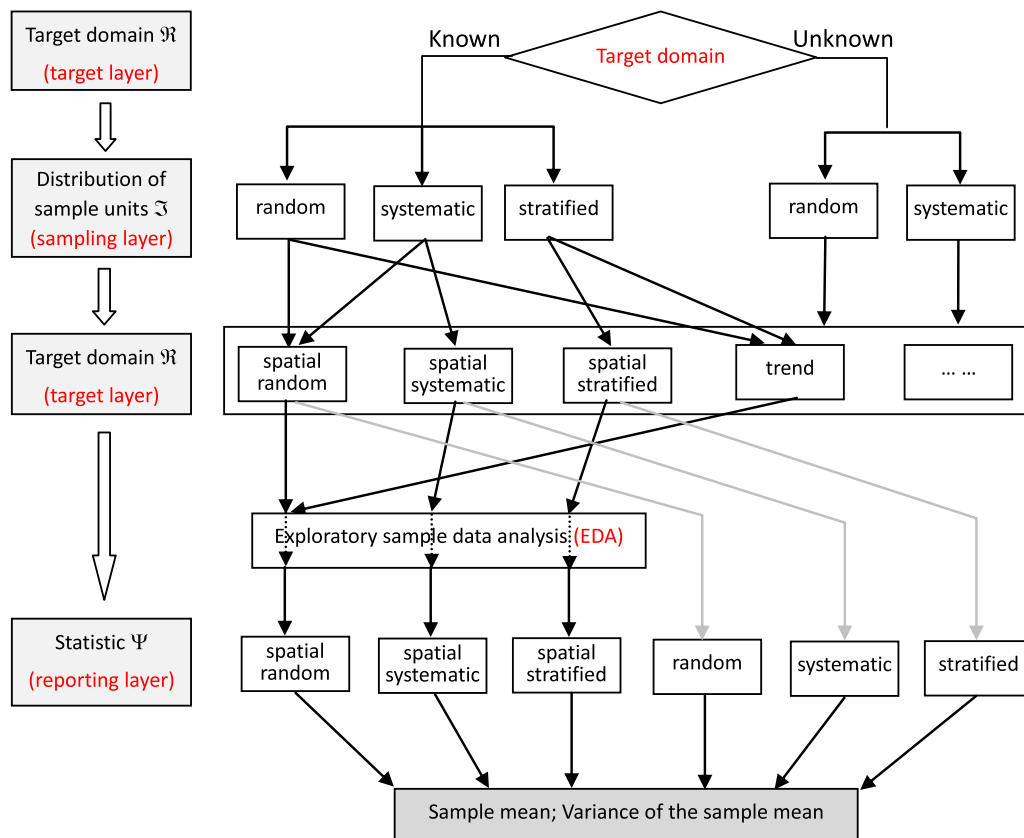 Target domain ℜ
(target layer)
Known
Unknown
Target domain
Distribution of
sample units ℑ
(sampling layer)
random
systematic
stratified
random
systematic
Target domain ℜ
(target layer)
spatial
random
spatial
systematic
spatial
stratified
trend
... ...
Exploratory sample data analysis (EDA)
Statistic Ψ
(reporting layer)
spatial
random
spatial
systematic
spatial
stratified
random
systematic
stratified
Sample mean; Variance of the sample mean